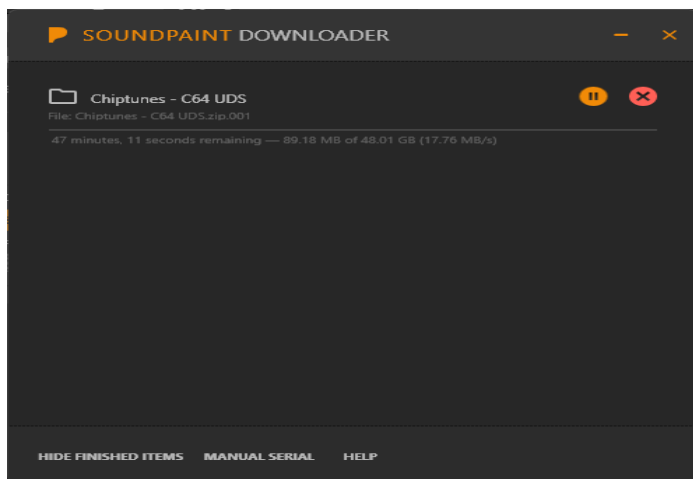 SOUNDPAINT DOWNLOADER
Chiptunes - C64 UDS
File: Chiptunes - C64 UDS.zip.001
47 minutes, 11 seconds remaining — 89.18 MB of 48.01 GB (17.76 MB/s)
HIDE FINISHED ITEMS MANUAL SERIAL HELP